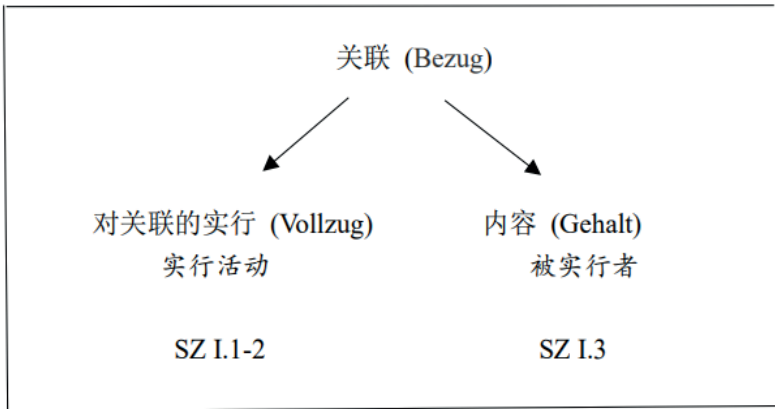 关联 (Bezug)
对关联的实行 (Vollzug) 内容 (Gehalt)
实行活动 被实行者
SZ I.1-2 SZ I.3